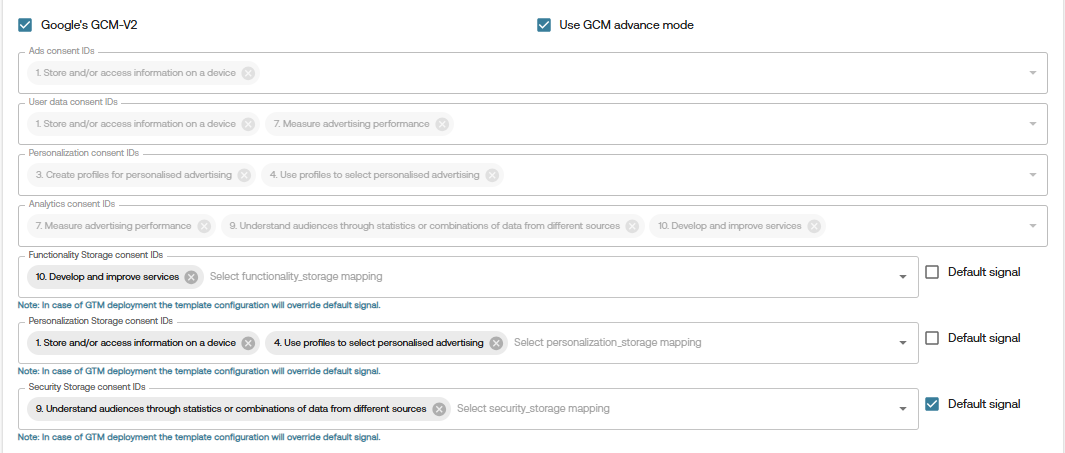 Google's GCM-V2 Use GCM advance mode
Ads consent IDs
1. Store and/or access information on a device
User data consent IDs
1. Store and/or access information on a device 7. Measure advertising performance
Personalization consent IDs
3. Create profiles for personalised advertising 4. Use profiles to select personalised advertising
Analytics consent IDs
7. Measure advertising performance 9. Understand audiences through statistics or combinations of data from different sources 10. Develop and improve services
Functionality Storage consent IDs
10. Develop and improve services Select functionality_storage mapping Default signal
Note: In case of GTM deployment the template configuration will override default signal.
Personalization Storage consent IDs
1. Store and/or access information on a device 4. Use profiles to select personalised advertising Select personalization_storage mapping Default signal
Note: In case of GTM deployment the template configuration will override default signal.
Security Storage consent IDs
9. Understand audiences through statistics or combinations of data from different sources Select security_storage mapping Default signal
Note: In case of GTM deployment the template configuration will override default signal.